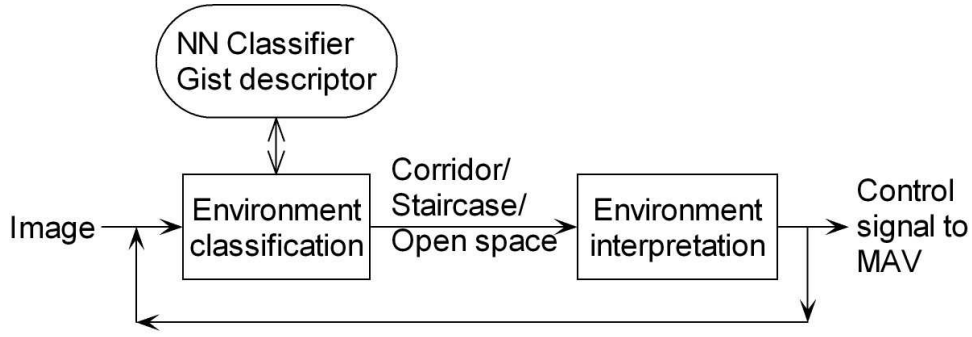 NN Classifier
Gist descriptor
Image
Environment
classification
Corridor/
Staircase/
Open space
Environment
interpretation
Control
signal to
MAV